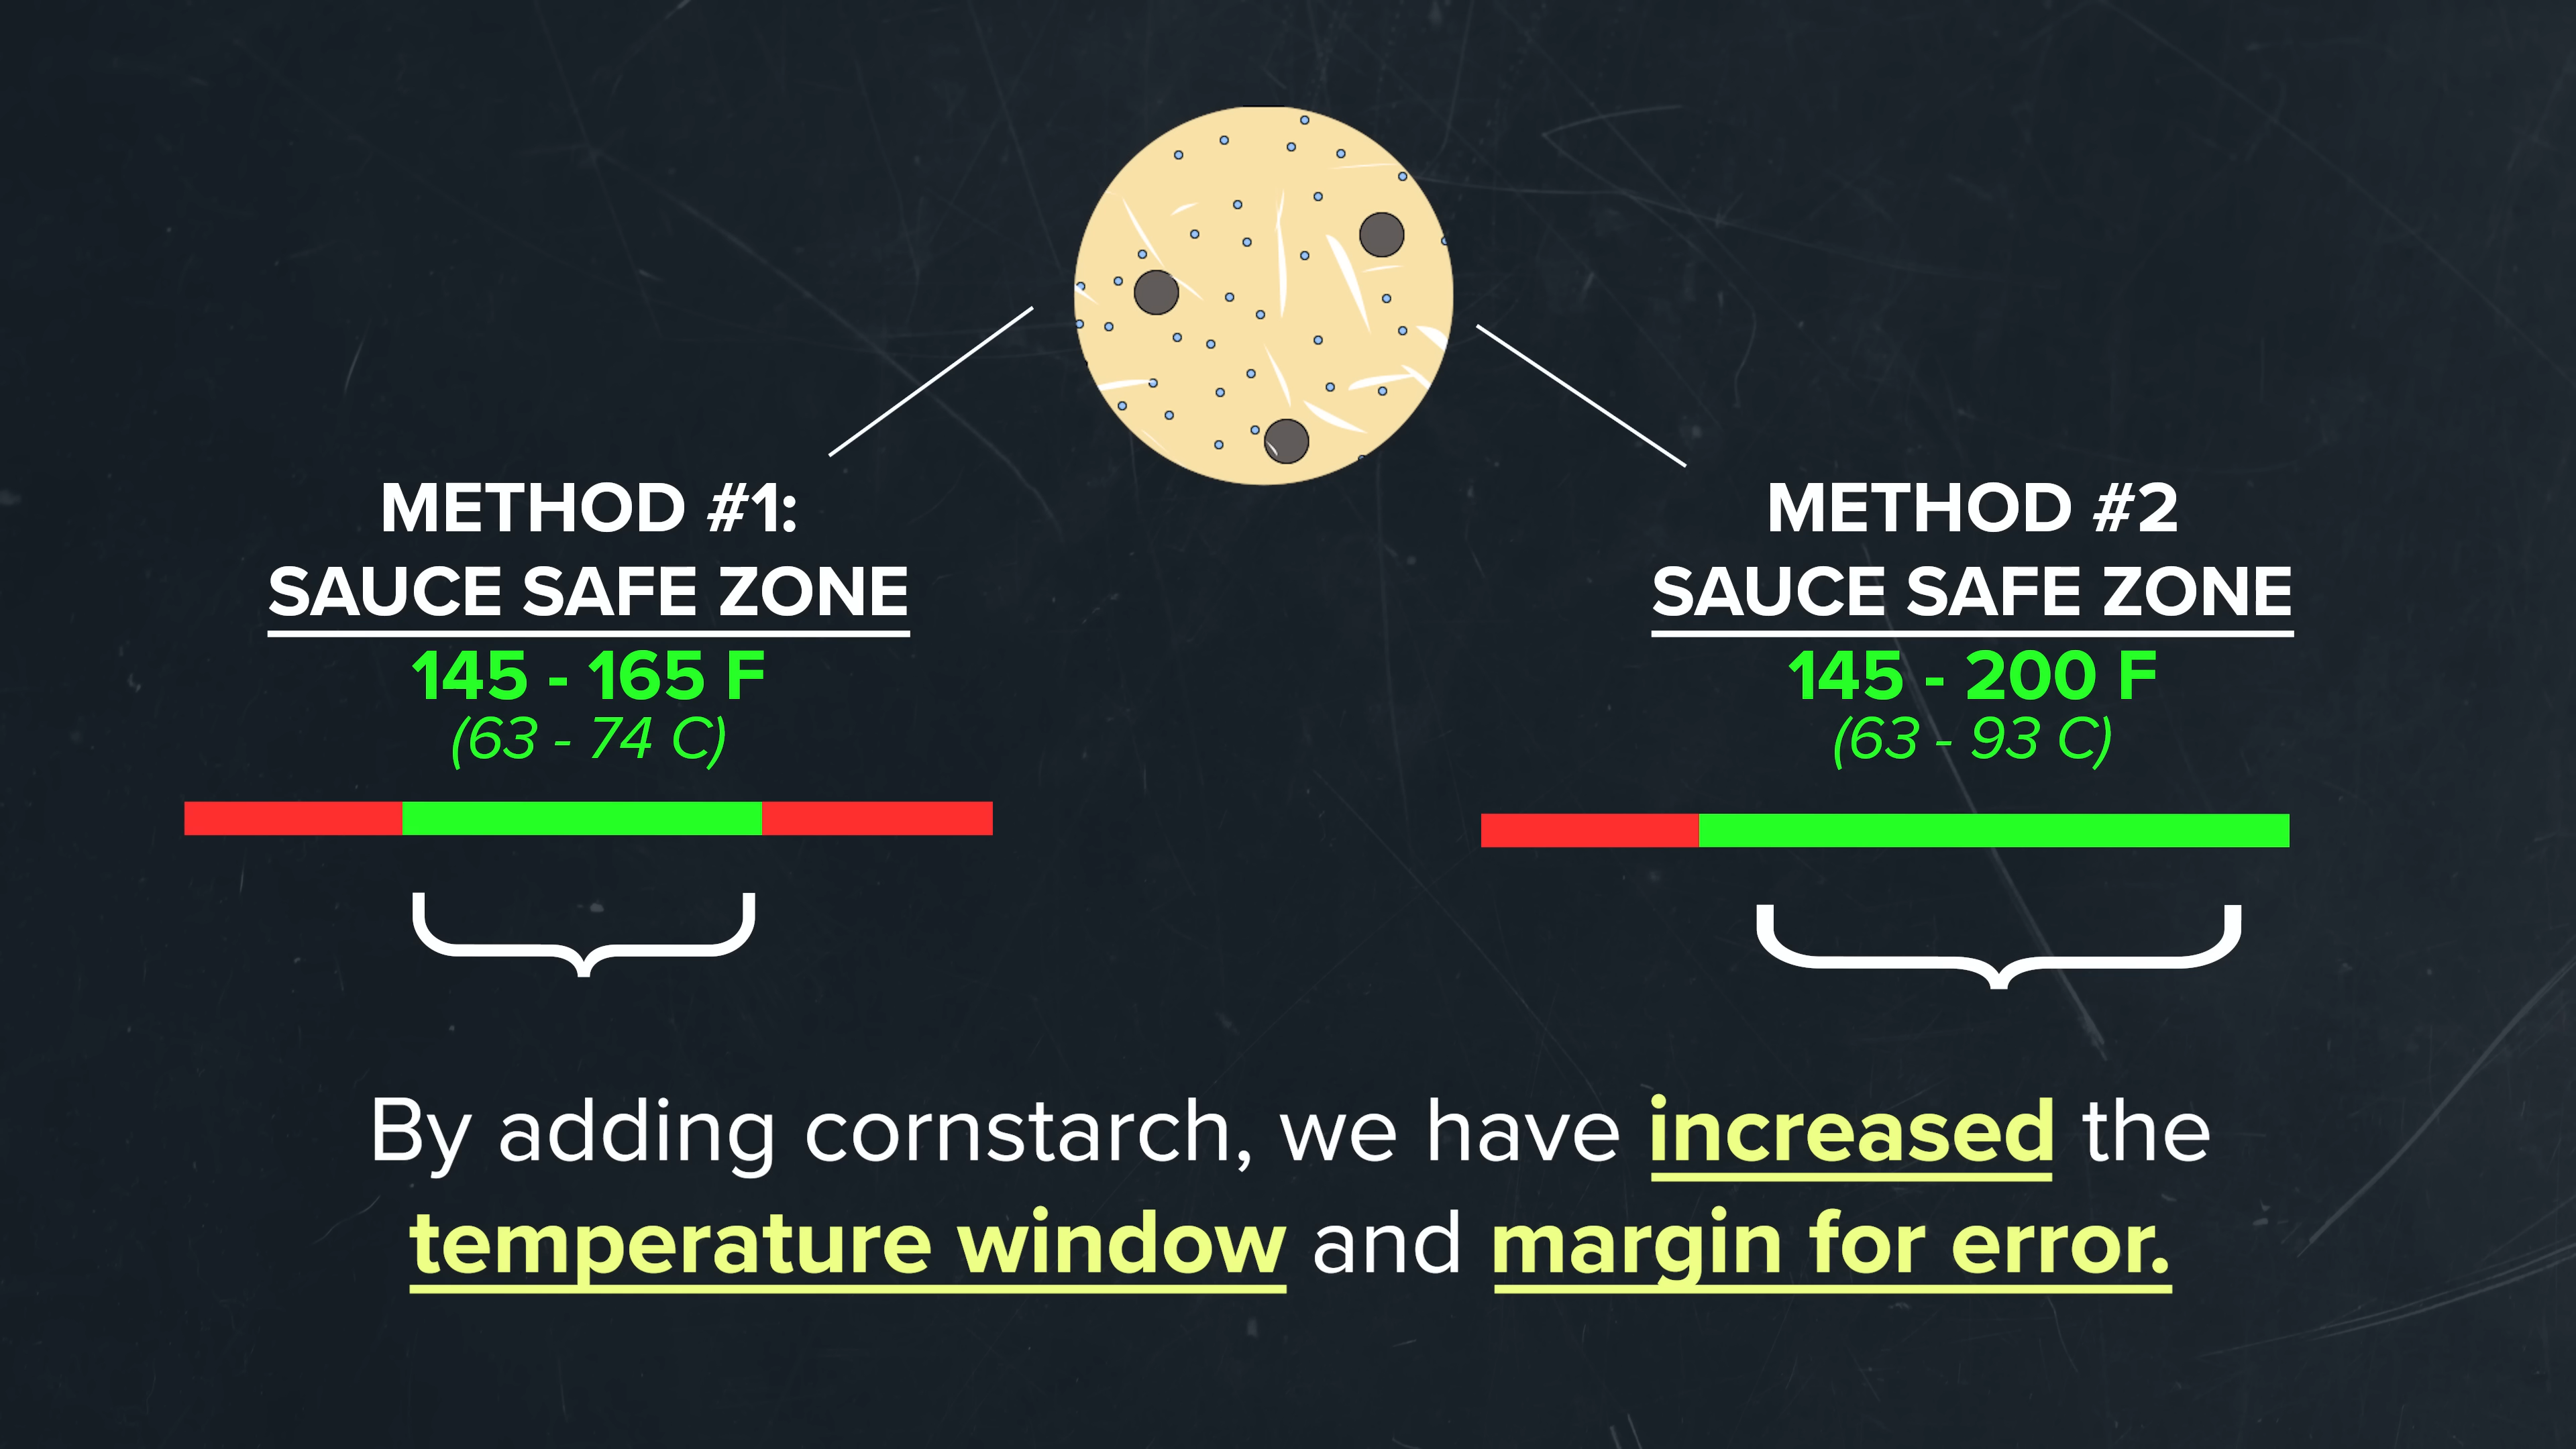 METHOD #1:
SAUCE SAFE ZONE
145 - 165 F
(63 - 74 C)
METHOD #2
SAUCE SAFE ZONE
145 - 200 F
(63 - 93 C)
By adding cornstarch, we have increased the
temperature window and margin for error.